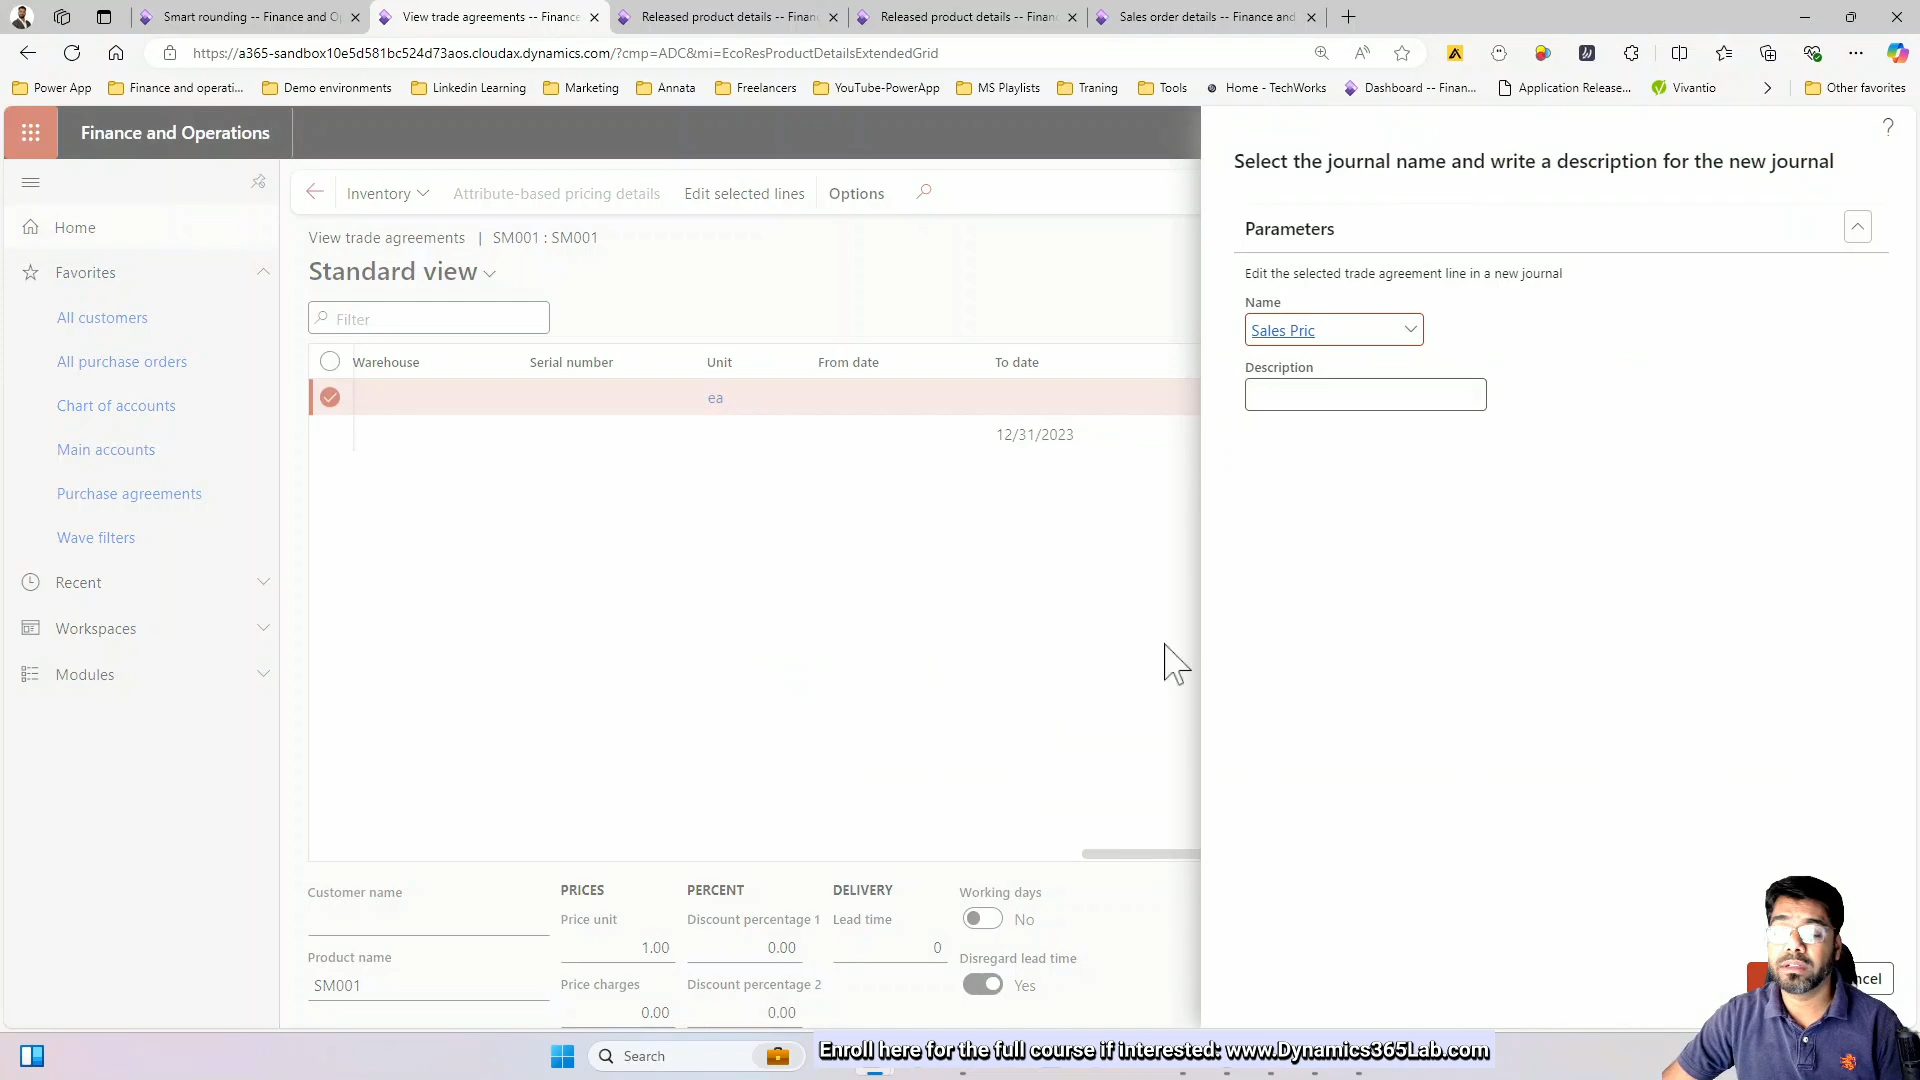 Smart rounding -- Finance and O
View trade agreements -- Finance
Released product details -- Finan
Released product details -- Finan
Sales order details -- Finance and
https://a365-sandbox10e5d581bc524d73aos.cloudax.dynamics.com/?cmp=ADC&mi=EcoResProductDetailsExtendedGrid
Power App
Finance and operati...
Demo environments
Linkedin Learning
Marketing
Annata
Freelancers
YouTube-PowerApp
MS Playlists
Traning
Tools
Home - TechWorks
Dashboard -- Finan...
Application Release...
Vivantio
Other favorites
Finance and Operations
Home
Favorites
All customers
All purchase orders
Chart of accounts
Main accounts
Purchase agreements
Wave filters
Recent
Workspaces
Modules
Inventory
Attribute-based pricing details
Edit selected lines
Options
View trade agreements | SM001 : SM001
Standard view
Filter
Warehouse
Serial number
Unit
From date
To date
ea
12/31/2023
Customer name
Product name
SM001
PRICES
Price unit
1.00
Price charges
0.00
PERCENT
Discount percentage 1
0.00
Discount percentage 2
0.00
DELIVERY
Lead time
0
Working days
No
Disregard lead time
Yes
?
Select the journal name and write a description for the new journal
Parameters
Edit the selected trade agreement line in a new journal
Name
Sales Pric
Description
ncel
Search
Enroll here for the full course if interested: www.Dynamics365Lab.com